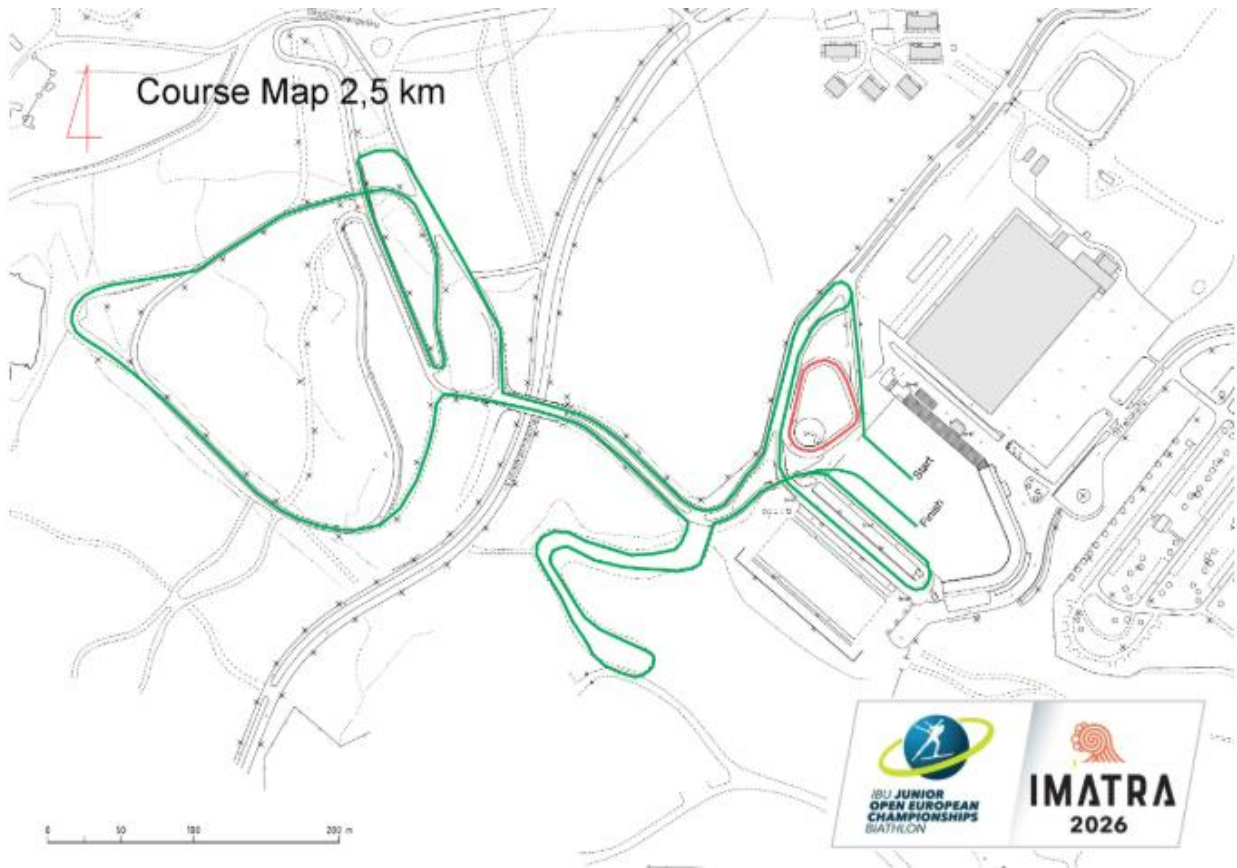 Course Map 2,5 km
Start
Finish
IBU JUNIOR
OPEN EUROPEAN
CHAMPIONSHIPS
BIATHLON
IMATRA
2026
0 50 100 200 m